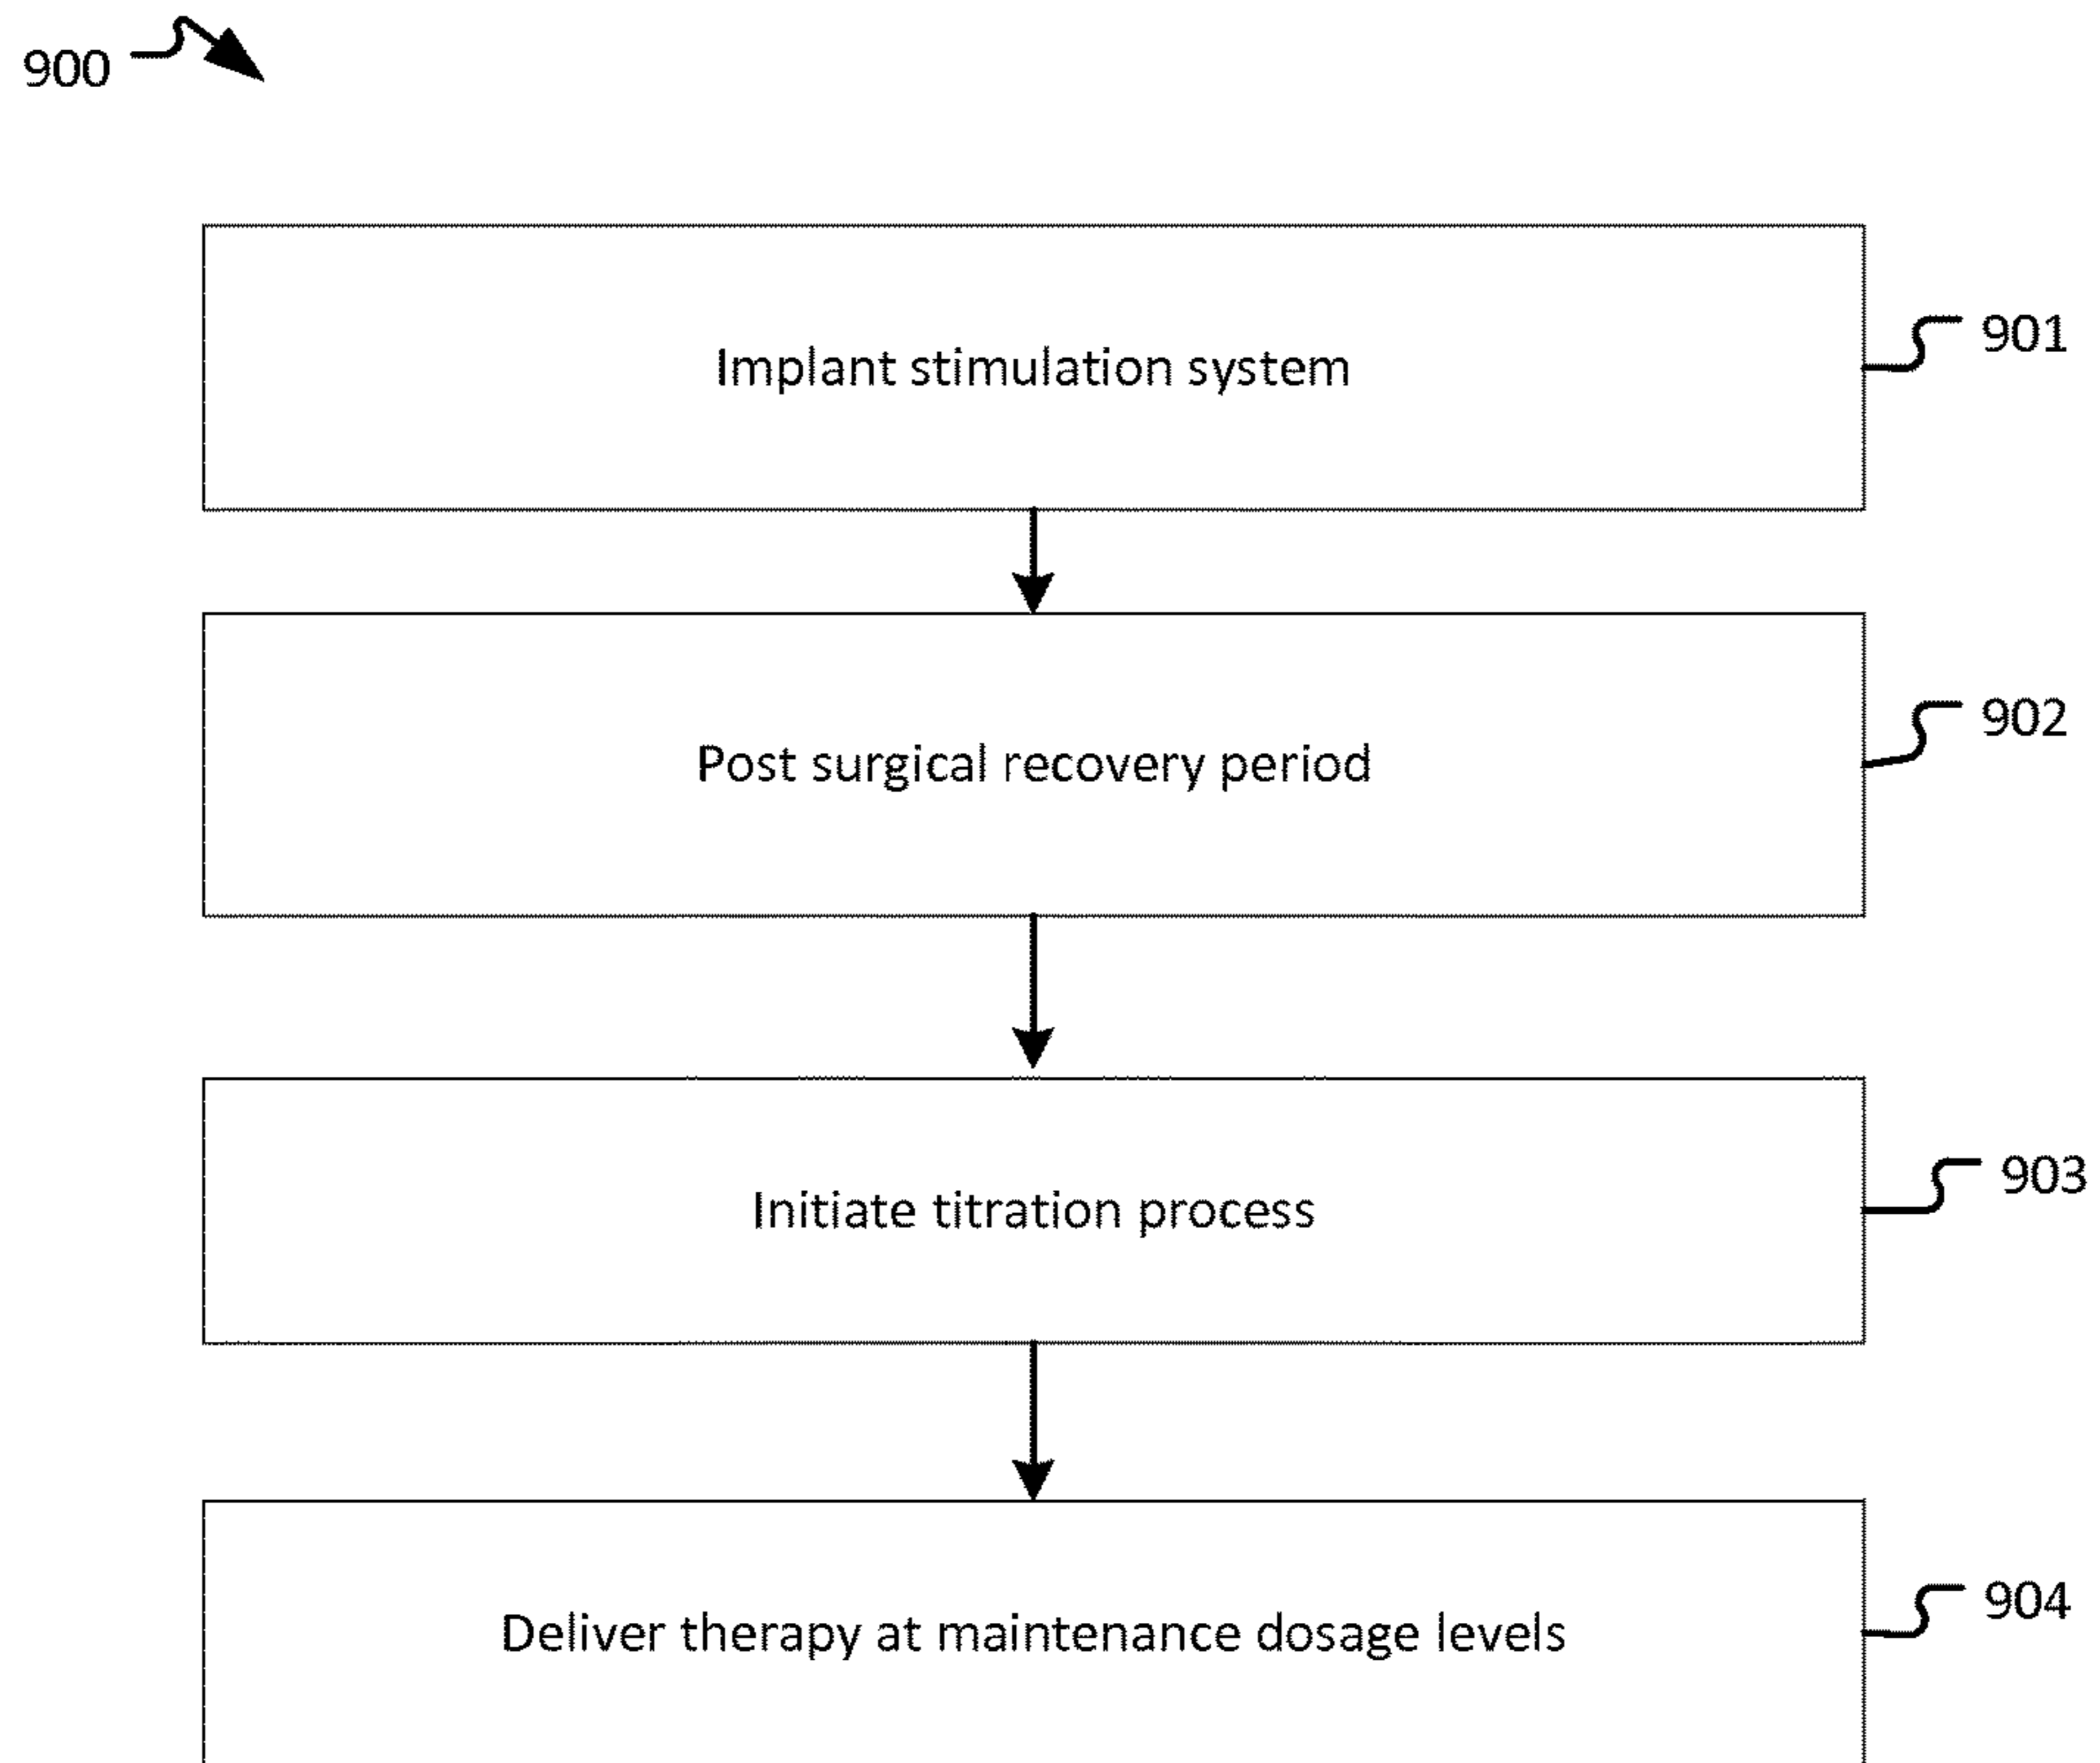 900
Implant stimulation system
901
Post surgical recovery period
902
Initiate titration process
903
Deliver therapy at maintenance dosage levels
904